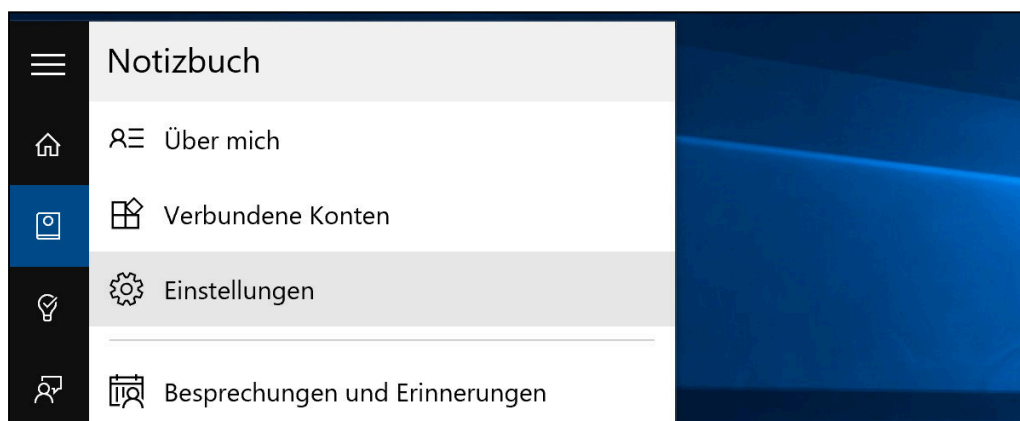 Notizbuch
Über mich
Verbundene Konten
Einstellungen
Besprechungen und Erinnerungen